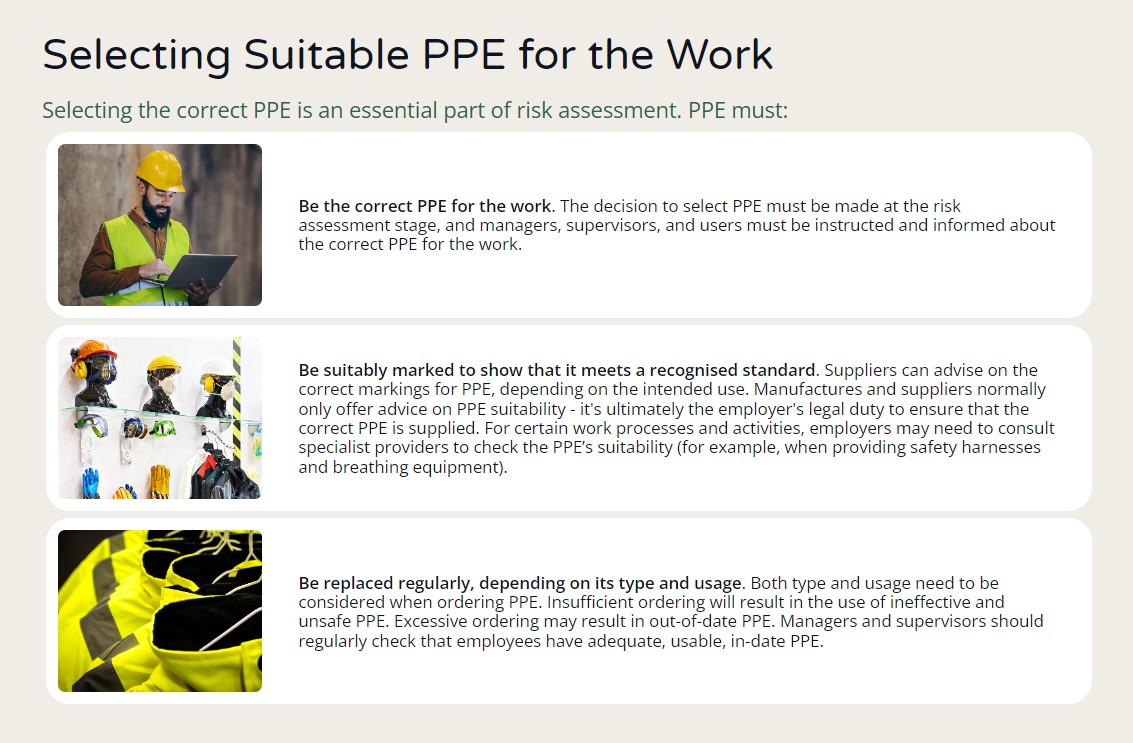 Selecting Suitable PPE for the Work
Selecting the correct PPE is an essential part of risk assessment. PPE must:
Be the correct PPE for the work. The decision to select PPE must be made at the risk
assessment stage, and managers, supervisors, and users must be instructed and informed about
the correct PPE for the work.
Be suitably marked to show that it meets a recognised standard. Suppliers can advise on the
correct markings for PPE, depending on the intended use. Manufactures and suppliers normally
only offer advice on PPE suitability - it's ultimately the employer's legal duty to ensure that the
correct PPE is supplied. For certain work processes and activities, employers may need to consult
specialist providers to check the PPE’s suitability (for example, when providing safety harnesses
and breathing equipment).
Be replaced regularly, depending on its type and usage. Both type and usage need to be
considered when ordering PPE. Insufficient ordering will result in the use of ineffective and
unsafe PPE. Excessive ordering may result in out-of-date PPE. Managers and supervisors should
regularly check that employees have adequate, usable, in-date PPE.